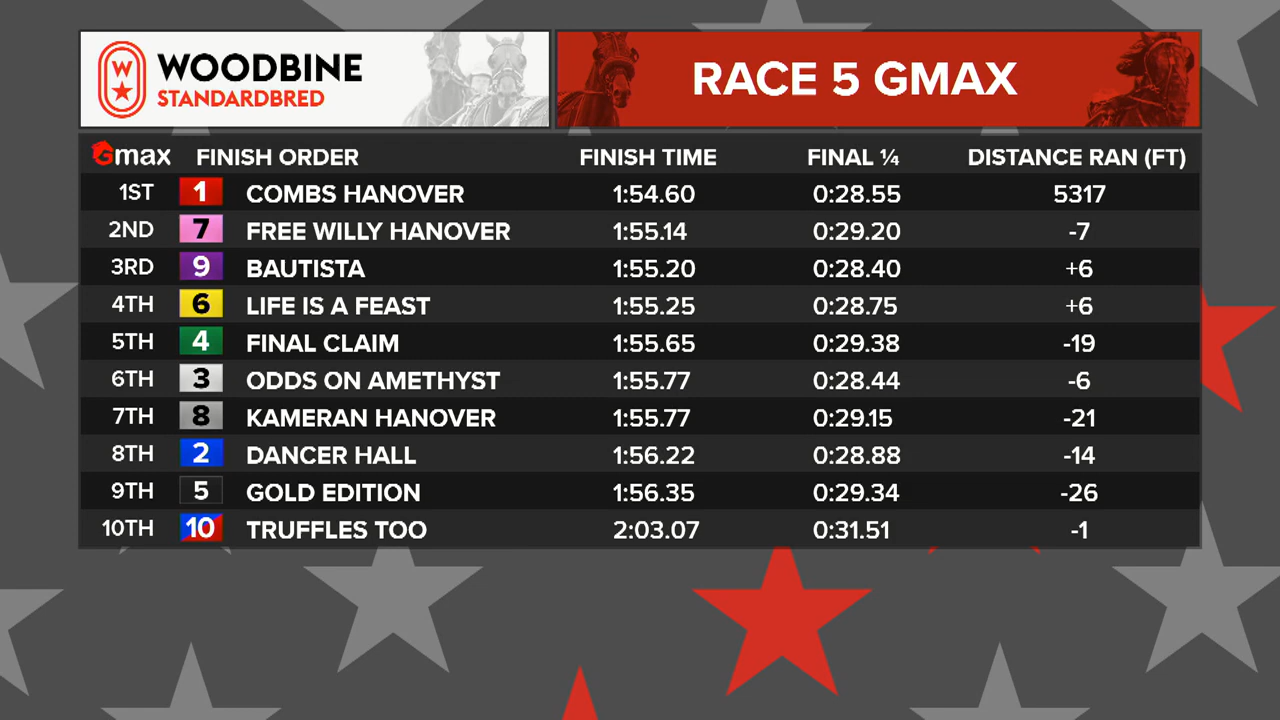 W
WOODBINE
STANDARDBRED
RACE 5 GMAX
Gmax FINISH ORDER FINISH TIME FINAL ¼ DISTANCE RAN (FT)
1ST 1 COMBS HANOVER 1:54.60 0:28.55 5317
2ND 7 FREE WILLY HANOVER 1:55.14 0:29.20 -7
3RD 9 BAUTISTA 1:55.20 0:28.40 +6
4TH 6 LIFE IS A FEAST 1:55.25 0:28.75 +6
5TH 4 FINAL CLAIM 1:55.65 0:29.38 -19
6TH 3 ODDS ON AMETHYST 1:55.77 0:28.44 -6
7TH 8 KAMERAN HANOVER 1:55.77 0:29.15 -21
8TH 2 DANCER HALL 1:56.22 0:28.88 -14
9TH 5 GOLD EDITION 1:56.35 0:29.34 -26
10TH 10 TRUFFLES TOO 2:03.07 0:31.51 -1